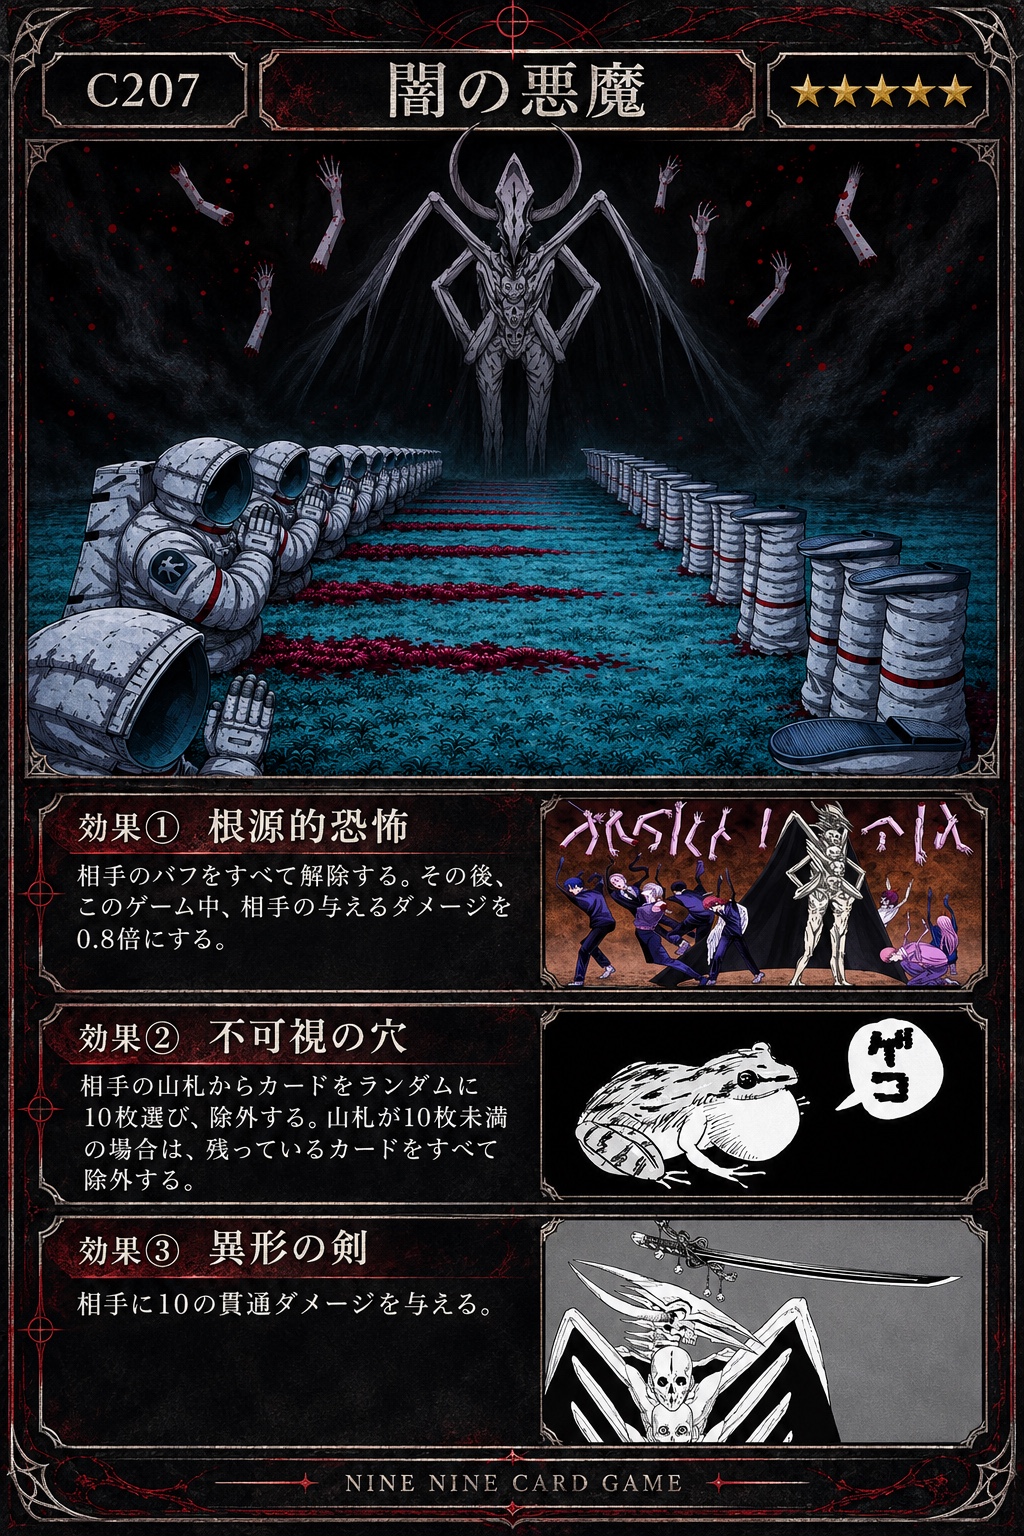 C207
闇の悪魔
★★★★★
効果① 根源的恐怖
相手のバフをすべて解除する。その後、
このゲーム中、相手の与えるダメージを
0.8倍にする。
効果② 不可視の穴
相手の山札からカードをランダムに
10枚選び、除外する。山札が10枚未満
の場合は、残っているカードをすべて
除外する。
ゲコ
効果③ 異形の剣
相手に10の貫通ダメージを与える。
NINE NINE CARD GAME